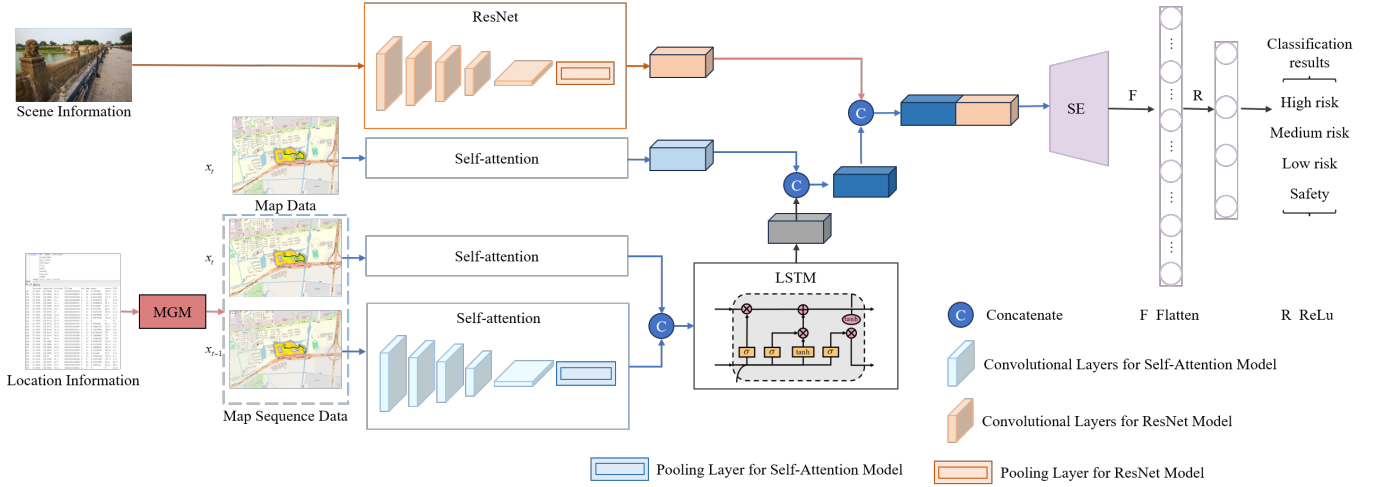 ResNet
Scene Information
Self-attention
x_t
Map Data
C
C
SE
F
R
Classification
results
High risk
Medium risk
Low risk
Safety
x_t
Self-attention
MGM
Location Information
x_{t-1}
Self-attention
Map Sequence Data
C
LSTM
tanh
σ
σ
tanh
σ
C Concatenate
F Flatten
R ReLu
Convolutional Layers for Self-Attention Model
Convolutional Layers for ResNet Model
Pooling Layer for Self-Attention Model
Pooling Layer for ResNet Model